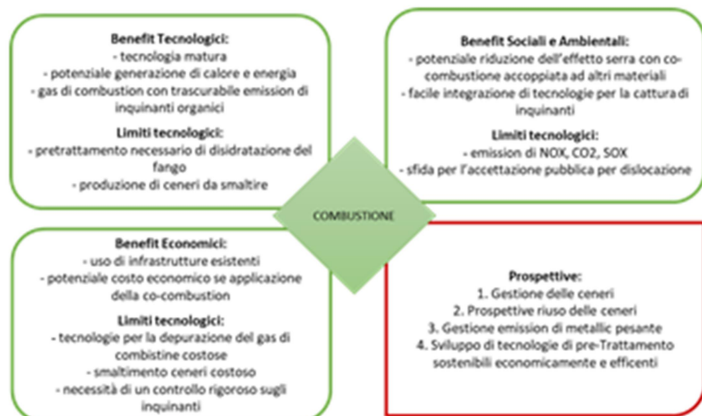 Benefit Tecnologici:
- tecnologia matura
- potenziale generazione di calore e energia
- gas di combustione con trascurabile emission di
inquinanti organici
Limiti tecnologici:
- pretrattamento necessario di disidratazione del
fango
- produzione di ceneri da smaltire
Benefit Sociali e Ambientali:
- potenziale riduzione dell'effetto serra con co-
combustione accoppiata ad altri materiali
- facile integrazione di tecnologie per la cattura di
inquinanti
Limiti tecnologici:
- emission di NOX, CO2, SOX
- sfida per l'accettazione pubblica per dislocazione
COMBUSTIONE
Benefit Economici:
- uso di infrastrutture esistenti
- potenziale costo economico se applicazione
della co-combustion
Limiti tecnologici:
- tecnologie per la depurazione del gas di
combistine costose
- smaltimento ceneri costoso
- necessità di un controllo rigoroso sugli
inquinanti
Prospettive:
1. Gestione delle ceneri
2. Prospettive riuso delle ceneri
3. Gestione emission di metallic pesante
4. Sviluppo di tecnologie di pre-Trattamento
sostenibili economicamente e efficenti